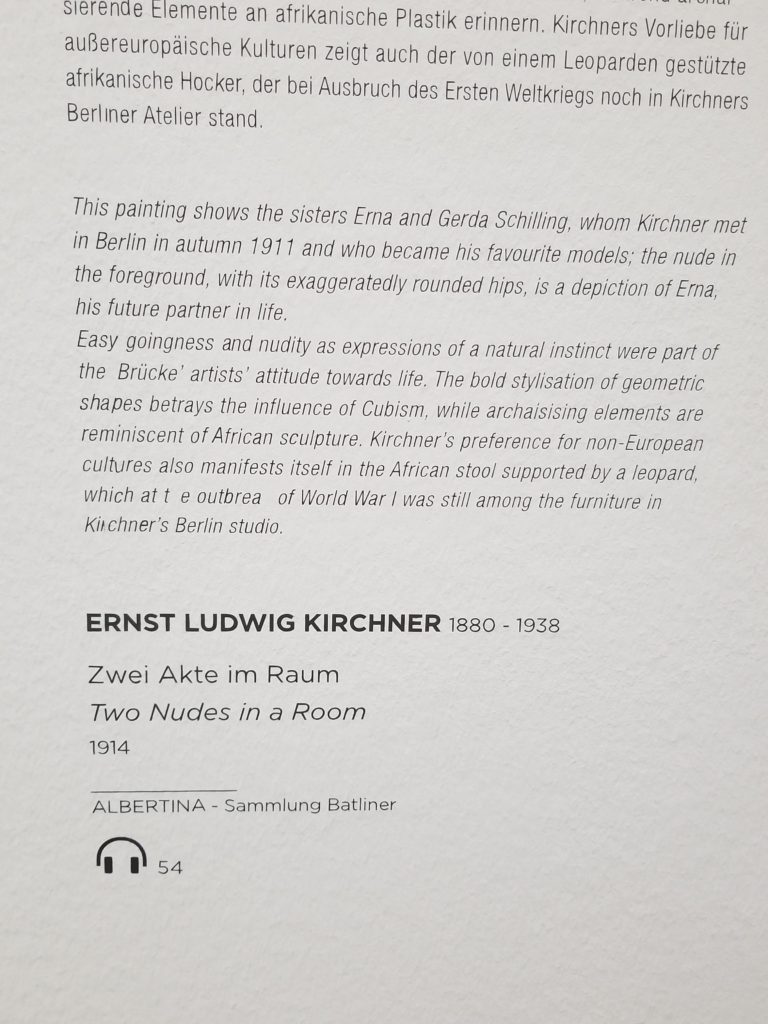 sierende Elemente an afrikanische Plastik erinnern. Kirchners Vorliebe für
außereuropäische Kulturen zeigt auch der von einem Leoparden gestützte
afrikanische Hocker, der bei Ausbruch des Ersten Weltkriegs noch in Kirchners
Berliner Atelier stand.
This painting shows the sisters Erna and Gerda Schilling, whom Kirchner met
in Berlin in autumn 1911 and who became his favourite models; the nude in
the foreground, with its exaggeratedly rounded hips, is a depiction of Erna,
his future partner in life.
Easy goingness and nudity as expressions of a natural instinct were part of
the Brücke' artists' attitude towards life. The bold stylisation of geometric
shapes betrays the influence of Cubism, while archaisising elements are
reminiscent of African sculpture. Kirchner's preference for non-European
cultures also manifests itself in the African stool supported by a leopard,
which at t e outbrea of World War I was still among the furniture in
Kirchner's Berlin studio.
ERNST LUDWIG KIRCHNER 1880 - 1938
Zwei Akte im Raum
Two Nudes in a Room
1914
ALBERTINA - Sammlung Batliner
54